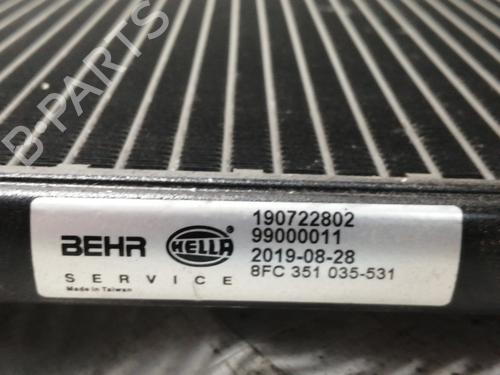 B-PARTS
190722802
BEHR HELLA 99000011
2019-08-28
SERVICE 8FC 351 035-531
Made in Taiwan